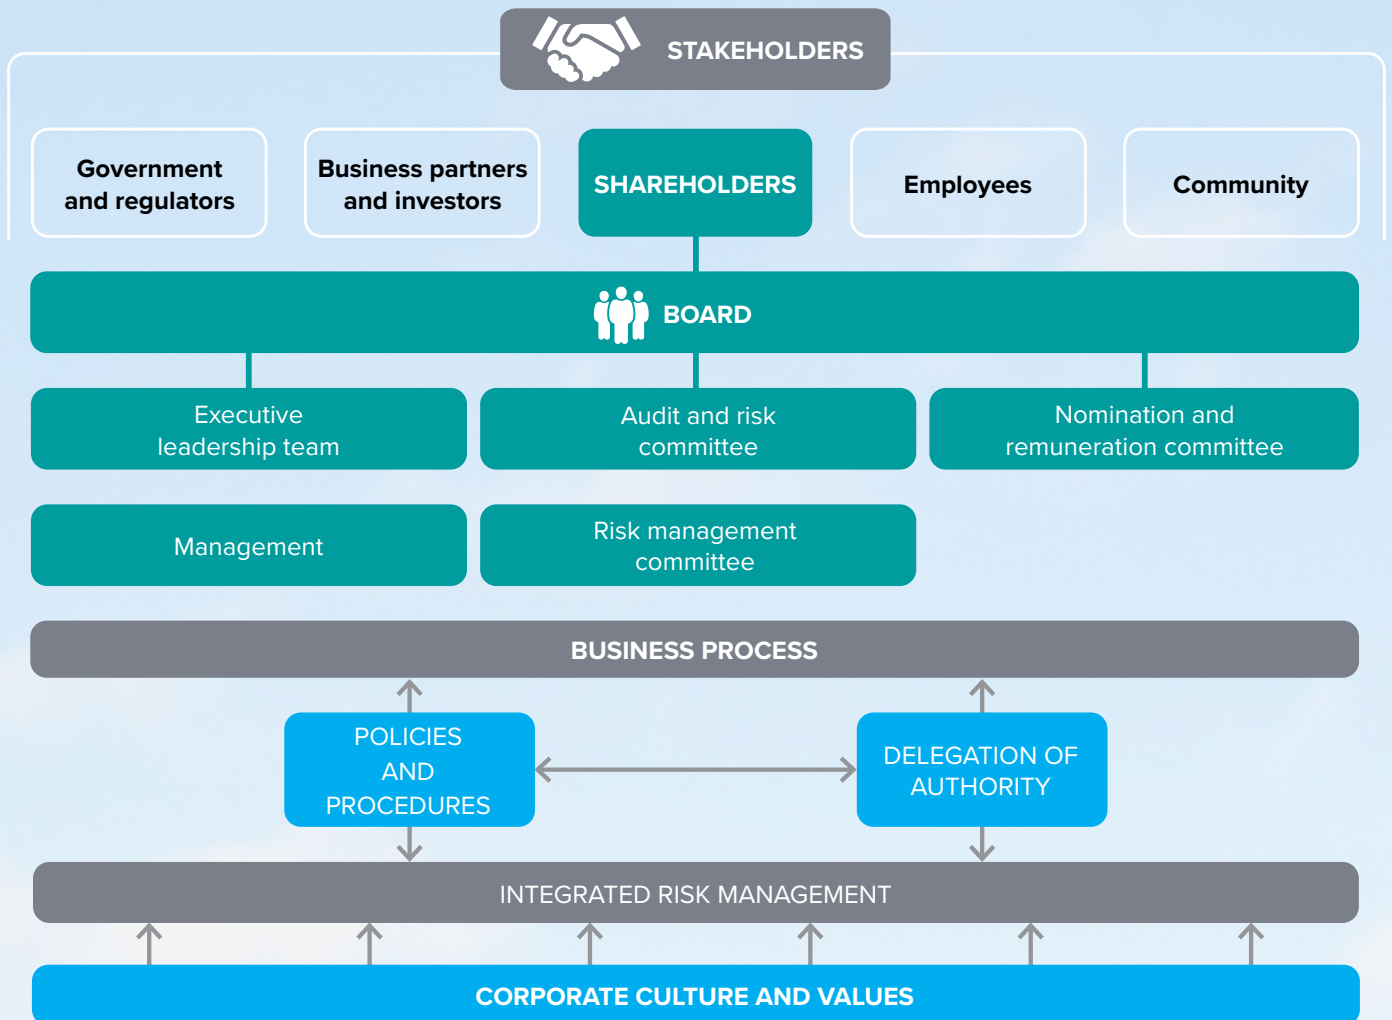 STAKEHOLDERS
Government
and regulators
Business partners
and investors
SHAREHOLDERS
Employees
Community
BOARD
Executive
leadership team
Audit and risk
committee
Nomination and
remuneration committee
Management
Risk management
committee
BUSINESS PROCESS
POLICIES
AND
PROCEDURES
DELEGATION OF
AUTHORITY
INTEGRATED RISK MANAGEMENT
CORPORATE CULTURE AND VALUES